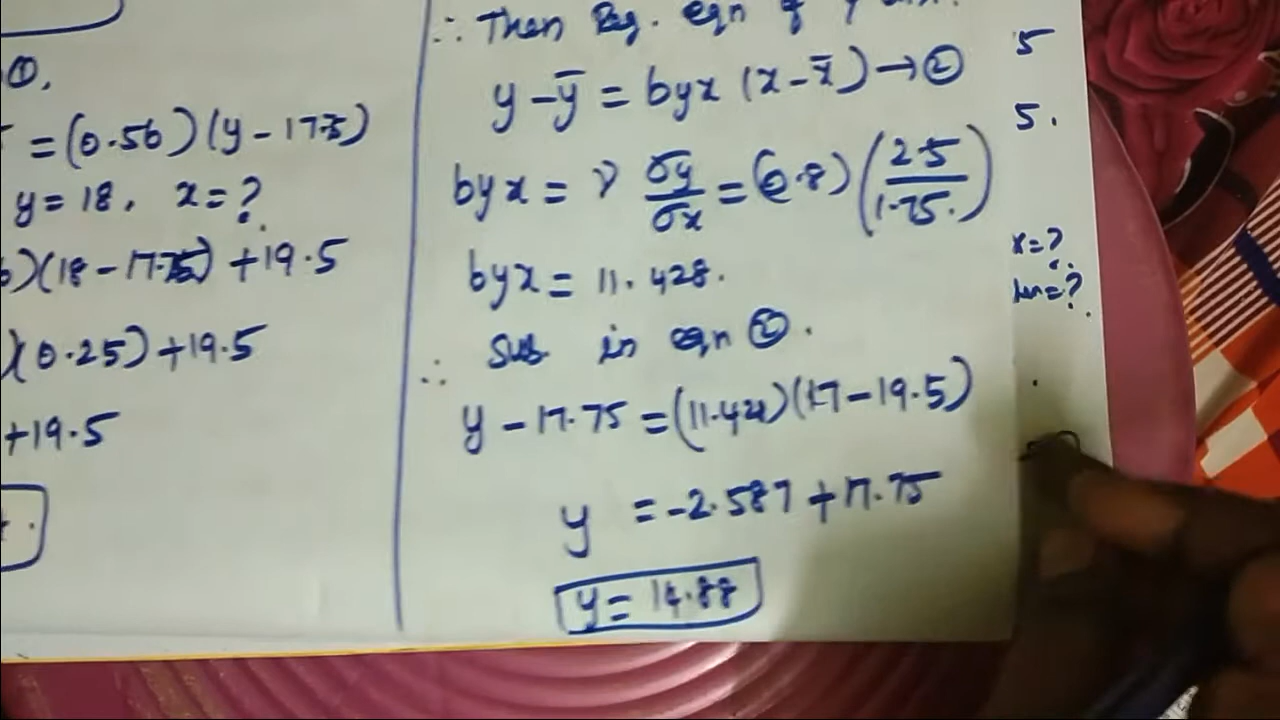 ①,
= (0.56) (y - 17.75)
y = 18, x = ?
)(18 - 17.75) + 19.5
)(0.25) + 19.5
+ 19.5
∴ Then Reg. eqn of y
y - ȳ = byx (x - x̄) → ②
byx = r σy/σx = (0.8) (2.5/1.75)
byx = 11.428.
∴ Sub in eqn ②.
y - 17.75 = (11.428) (17 - 19.5)
y = -2.587 + 17.75
y = 14.88
5
5.
x = ?